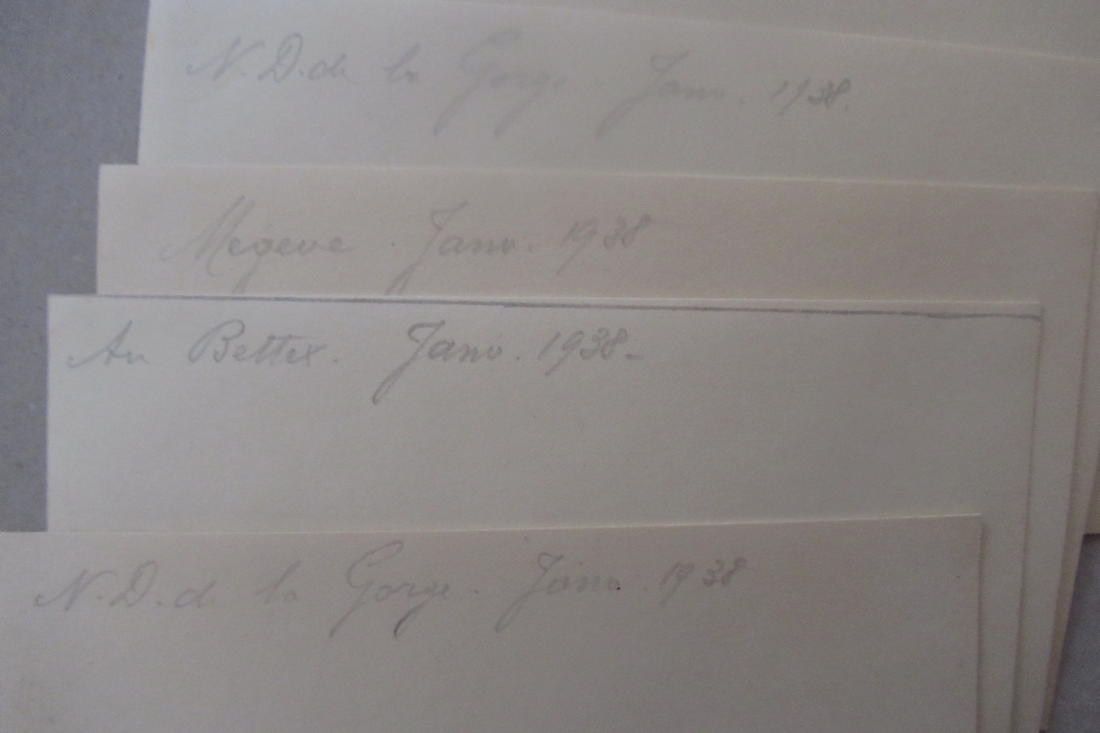 N. D. de la Gorge. Janv. 1938.
Megeve. Janv. 1938
Au Bettex. Janv. 1938-
N. D. de la Gorge. Janv. 1938